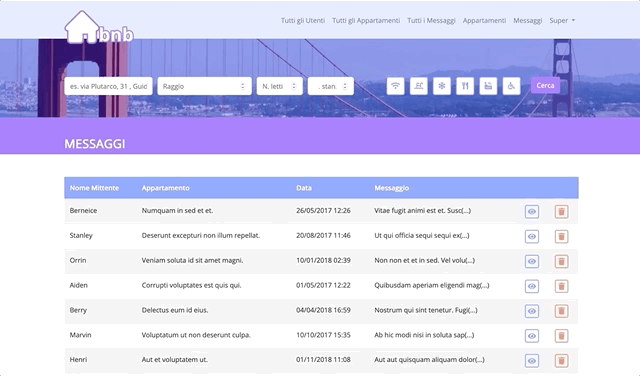 bnb
Tutti gli Utenti Tutti gli Appartamenti Tutti i Messaggi Appartamenti Messaggi Super
es. via Plutarco, 31 , Guid Raggio N. letti . stan. Cerca
MESSAGGI
Nome Mittente Appartamento Data Messaggio
Berneice Numquam in sed et et. 26/05/2017 12:26 Vitae fugit animi est et. Susc(...)
Stanley Deserunt excepturi non illum repellat. 20/08/2017 11:46 Ut qui officia sequi sequi ex(...)
Orrin Veniam soluta id sit amet magni. 10/01/2018 02:39 Non non et et in sed. Vel volu(...)
Aiden Corrupti voluptates est quis qui. 01/05/2017 12:22 Quibusdam aperiam eligendi mag(...)
Berry Delectus eum id eius. 04/04/2018 16:59 Nostrum qui sint tenetur. Fugi(...)
Marvin Voluptatum ut non deserunt culpa. 10/10/2017 15:35 Ab hic modi nisi in soluta sap(...)
Henri Aut et voluptatem ut. 01/11/2018 11:08 Aut aut quisquam aliquam dolor(...)